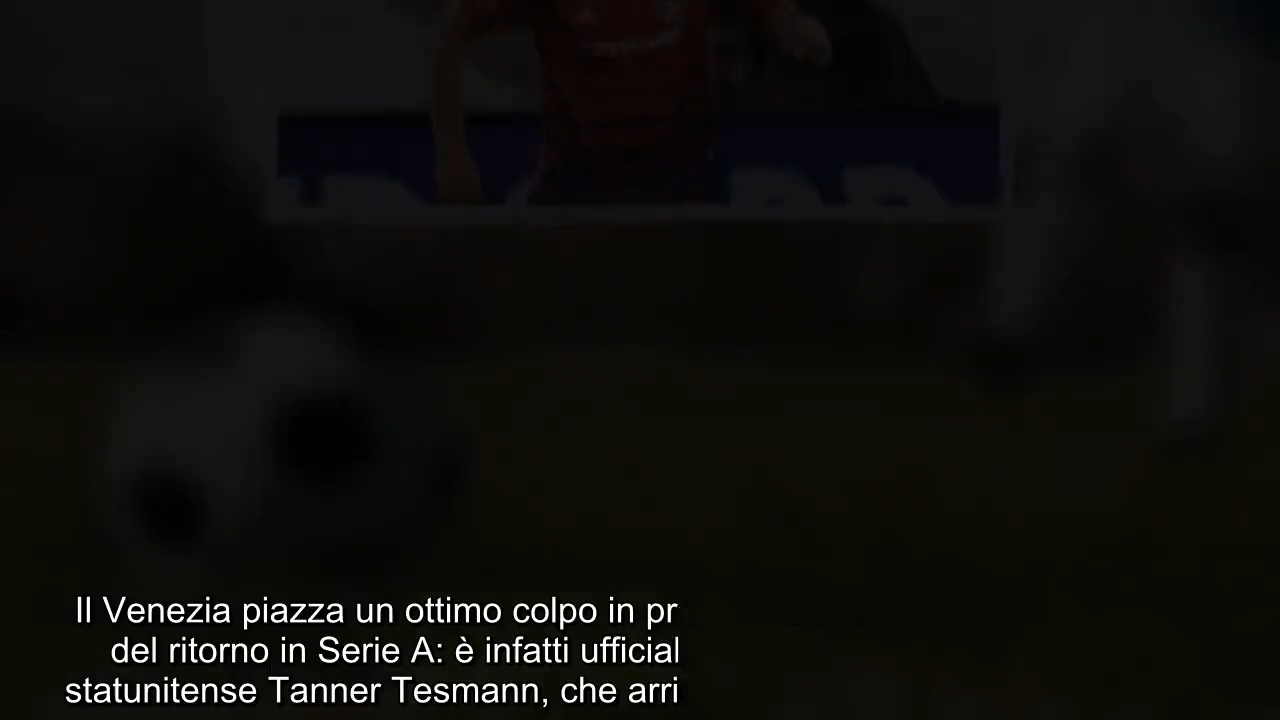 Il Venezia piazza un ottimo colpo in pr
del ritorno in Serie A: è infatti ufficial
statunitense Tanner Tesmann, che arri